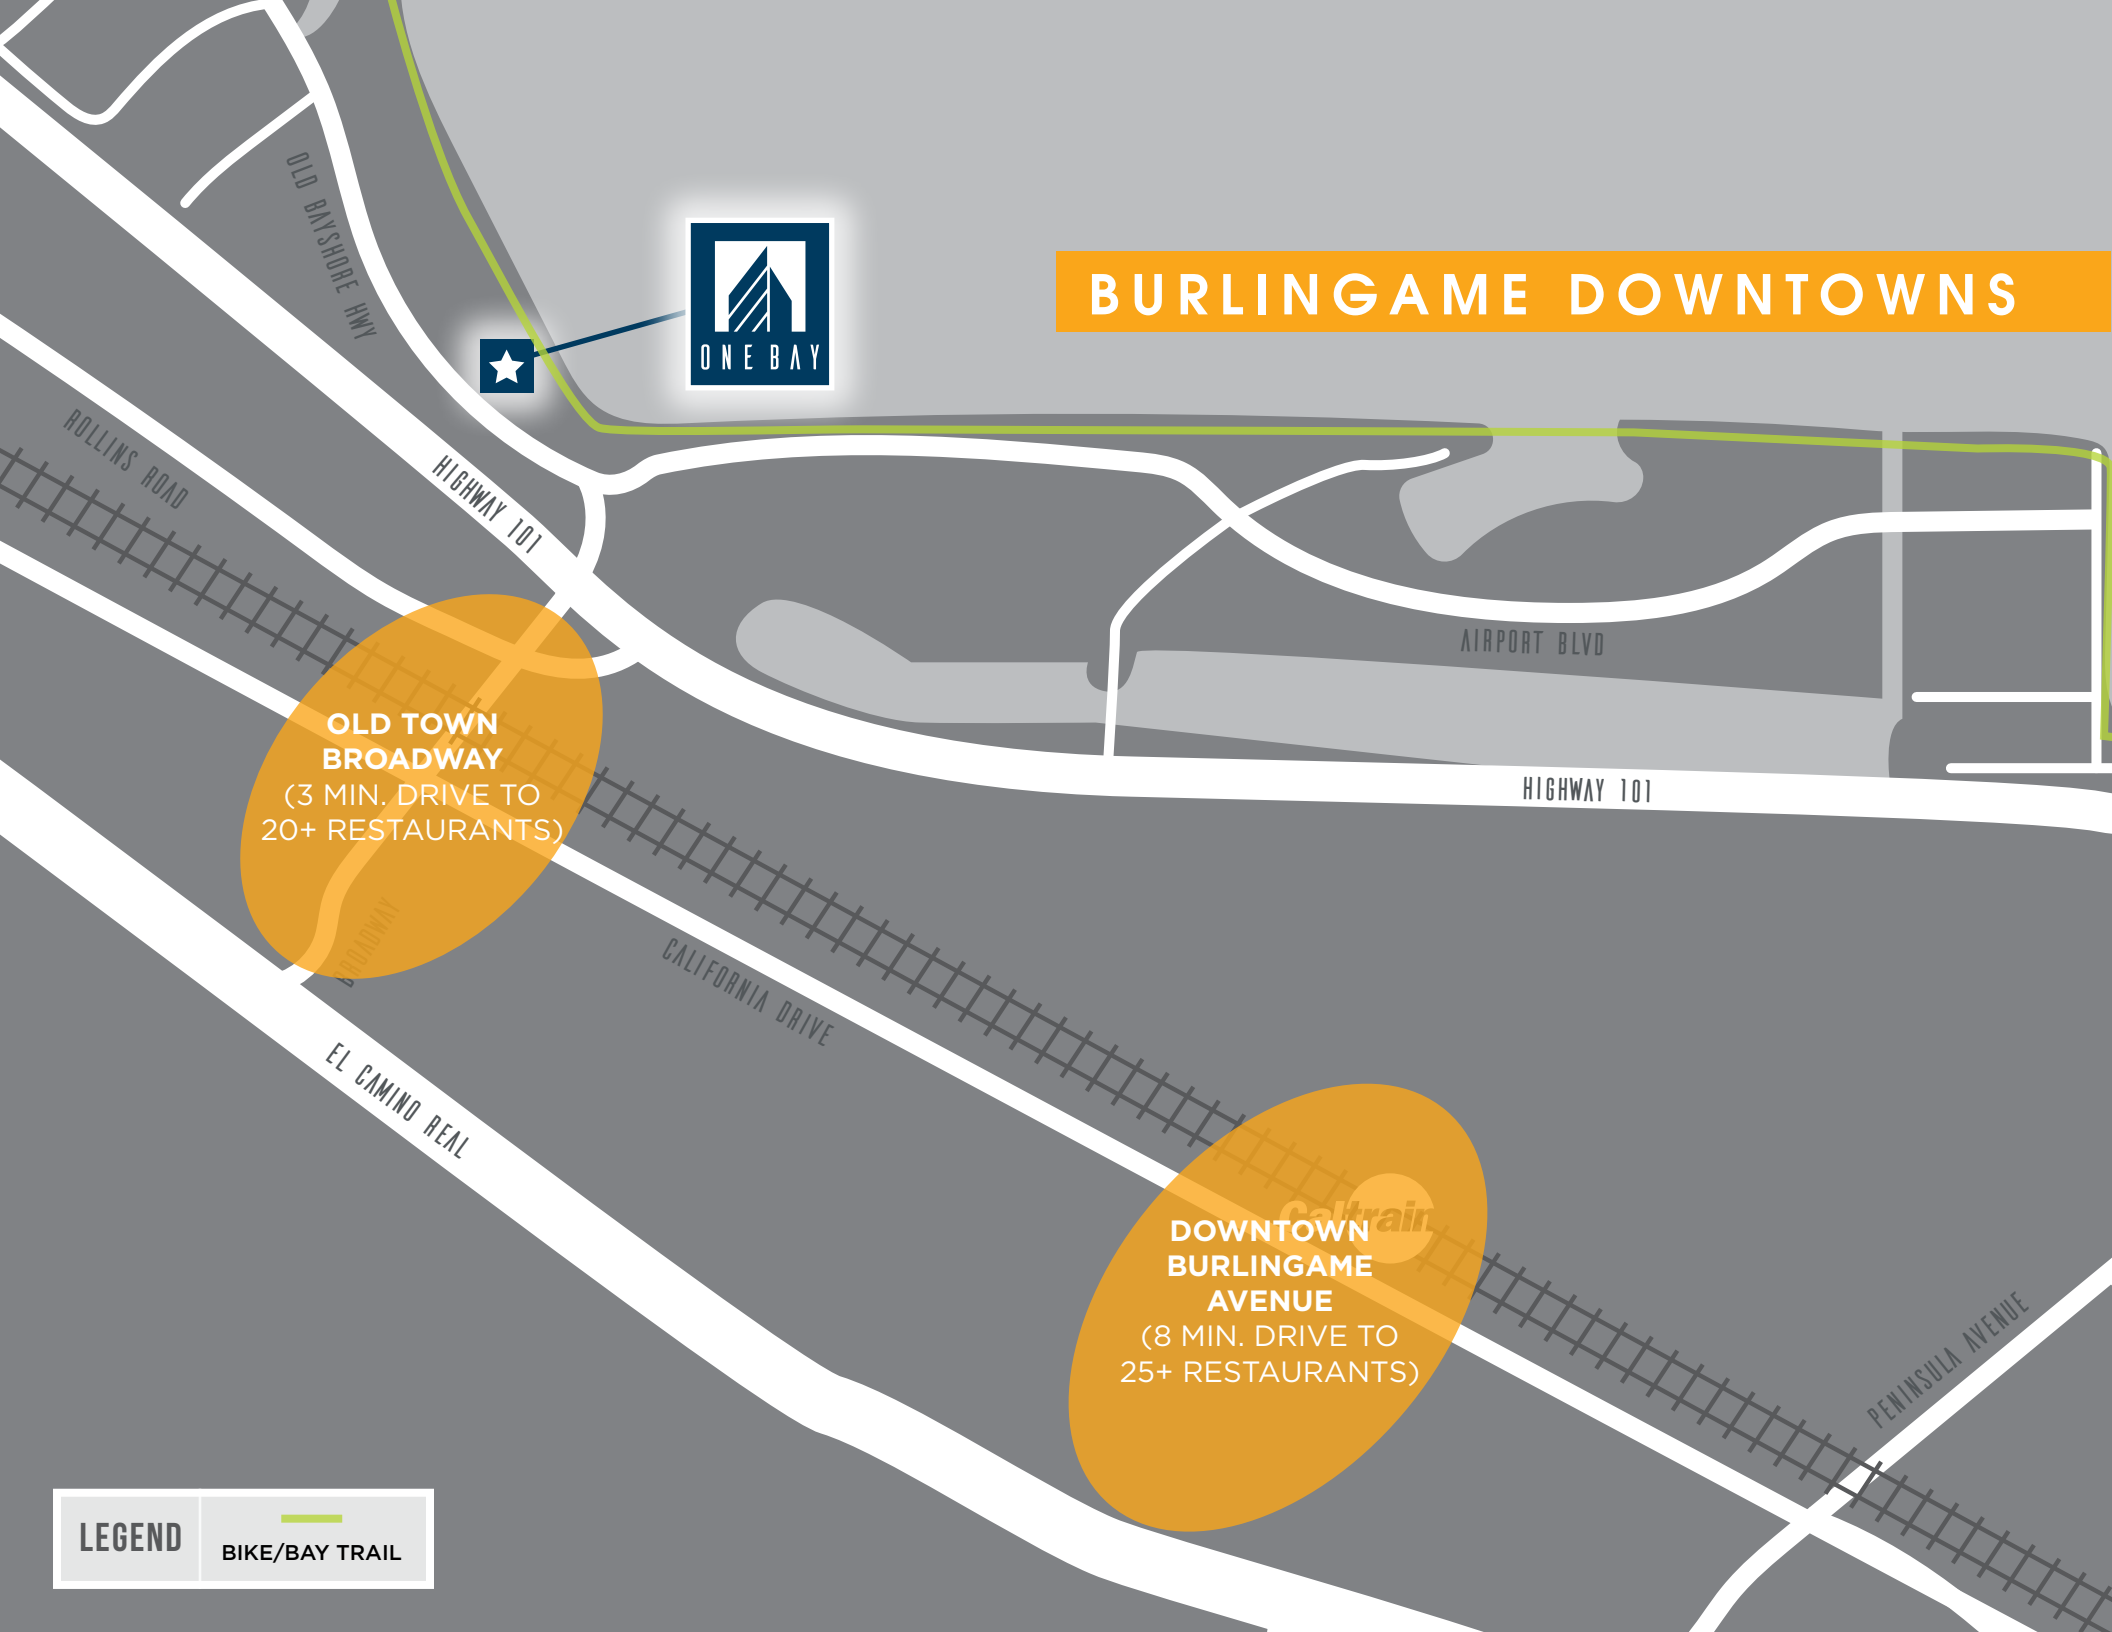 OLD BAYSHORE HWY
ONE BAY
BURLINGAME DOWNTOWNS
ROLLINS ROAD
HIGHWAY 101
AIRPORT BLVD
HIGHWAY 101
OLD TOWN
BROADWAY
(3 MIN. DRIVE TO
20+ RESTAURANTS)
BROADWAY
CALIFORNIA DRIVE
EL CAMINO REAL
Caltrain
DOWNTOWN
BURLINGAME
AVENUE
(8 MIN. DRIVE TO
25+ RESTAURANTS)
PENINSULA AVENUE
LEGEND
BIKE/BAY TRAIL